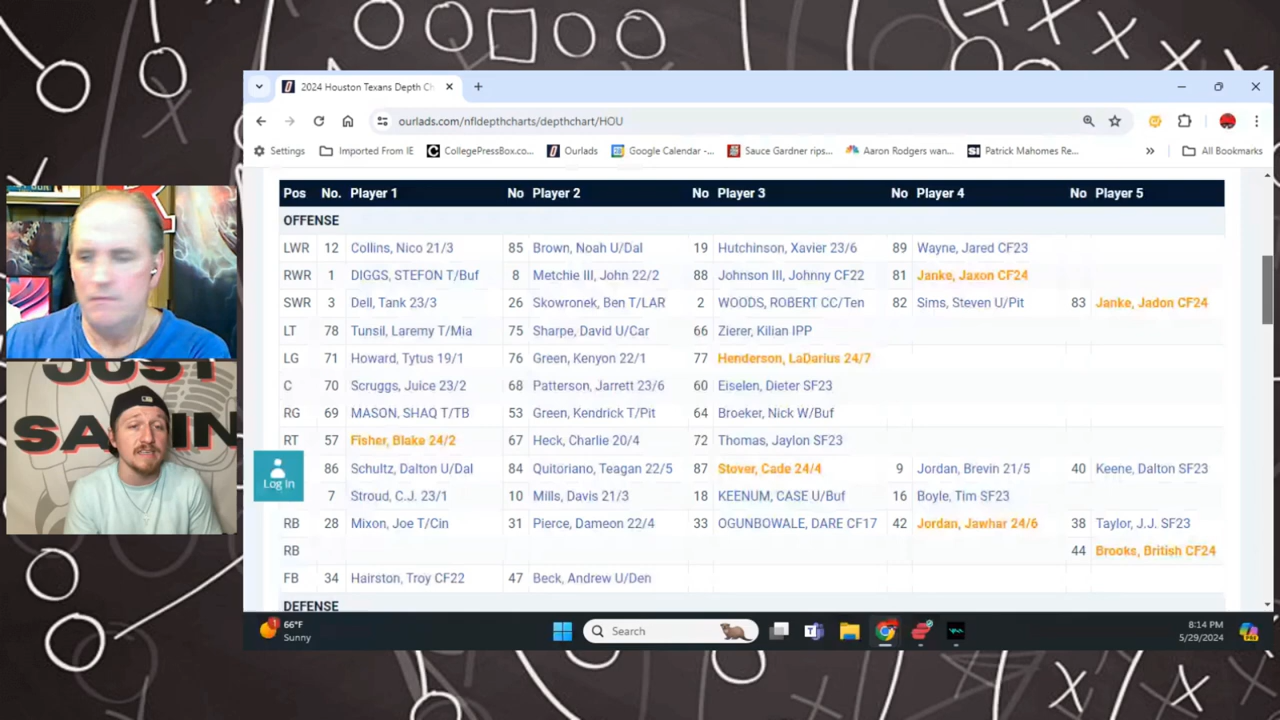 2024 Houston Texans Depth Ch
ourlads.com/nfldepthcharts/depthchart/HOU
Settings Imported From IE CollegePressBox.co... Ourlads Google Calendar -... Sauce Gardner rips... Aaron Rodgers wan... Patrick Mahomes Re... » All Bookmarks
Pos No. Player 1 No Player 2 No Player 3 No Player 4 No Player 5
OFFENSE
LWR 12 Collins, Nico 21/3 85 Brown, Noah U/Dal 19 Hutchinson, Xavier 23/6 89 Wayne, Jared CF23
RWR 1 DIGGS, STEFON T/Buf 8 Metchie III, John 22/2 88 Johnson III, Johnny CF22 81 Janke, Jaxon CF24
SWR 3 Dell, Tank 23/3 26 Skowronek, Ben T/LAR 2 WOODS, ROBERT CC/Ten 82 Sims, Steven U/Pit 83 Janke, Jadon CF24
LT 78 Tunsil, Laremy T/Mia 75 Sharpe, David U/Car 66 Zierer, Kilian IPP
LG 71 Howard, Tytus 19/1 76 Green, Kenyon 22/1 77 Henderson, LaDarius 24/7
C 70 Scruggs, Juice 23/2 68 Patterson, Jarrett 23/6 60 Eiselen, Dieter SF23
RG 69 MASON, SHAQ T/TB 53 Green, Kendrick T/Pit 64 Broeker, Nick W/Buf
RT 57 Fisher, Blake 24/2 67 Heck, Charlie 20/4 72 Thomas, Jaylon SF23
86 Schultz, Dalton U/Dal 84 Quitoriano, Teagan 22/5 87 Stover, Cade 24/4 9 Jordan, Brevin 21/5 40 Keene, Dalton SF23
7 Stroud, C.J. 23/1 10 Mills, Davis 21/3 18 KEENUM, CASE U/Buf 16 Boyle, Tim SF23
RB 28 Mixon, Joe T/Cin 31 Pierce, Dameon 22/4 33 OGUNBOWALE, DARE CF17 42 Jordan, Jawhar 24/6 38 Taylor, J.J. SF23
RB 44 Brooks, British CF24
FB 34 Hairston, Troy CF22 47 Beck, Andrew U/Den
DEFENSE
Log In
JUST
SAYIN
66°F
Sunny
Search
8:14 PM
5/29/2024